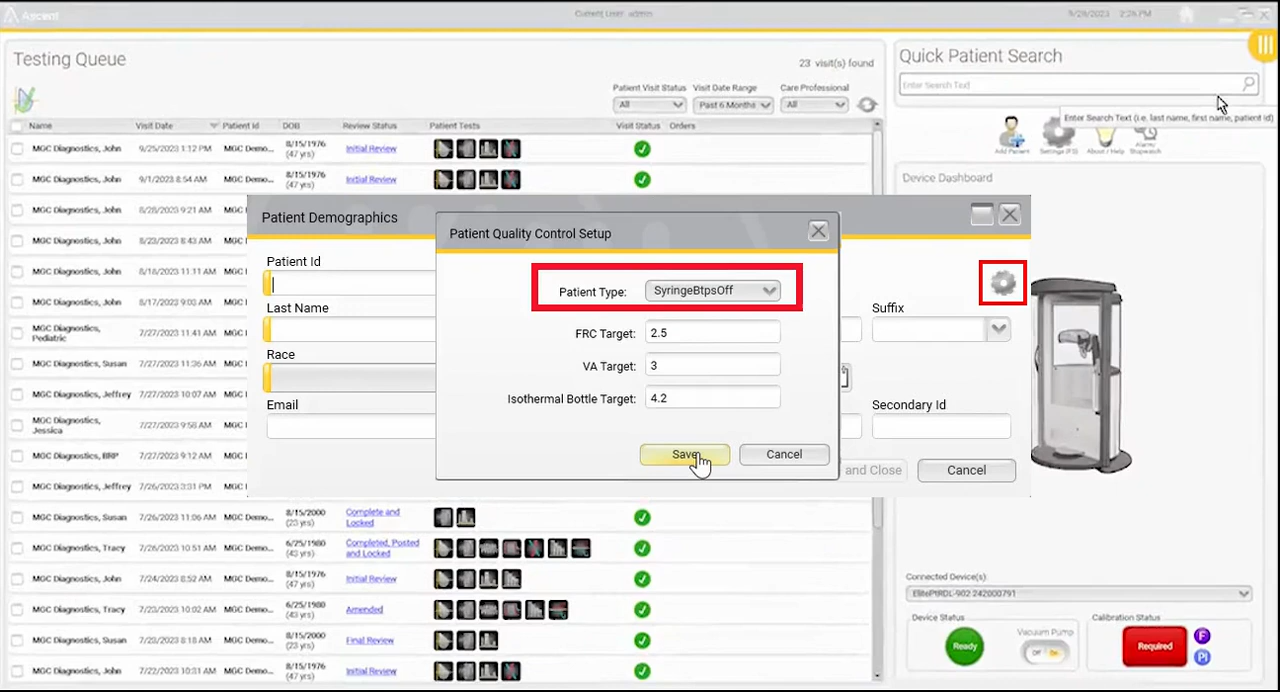 Ascent
Current User: admin
9/28/2023 2:26 PM
Testing Queue
23 visit(s) found
Patient Visit Status Visit Date Range Care Professional
All Past 6 Months All
Name Visit Date Patient Id DOB Review Status Patient Tests Visit Status Orders
MGC Diagnostics, John 9/25/2023 1:12 PM MGC Demo... 8/15/1976 (47 yrs) Initial Review
MGC Diagnostics, John 9/1/2023 8:54 AM MGC Demo... 8/15/1976 (47 yrs) Initial Review
MGC Diagnostics, John 8/28/2023 9:21 AM MGC
MGC Diagnostics, John 8/23/2023 8:43 AM MGC
MGC Diagnostics, John 8/18/2023 11:11 AM MGC
MGC Diagnostics, John 8/17/2023 9:03 AM MGC
MGC Diagnostics, Pediatric 7/27/2023 11:41 AM MGC
MGC Diagnostics, Susan 7/27/2023 11:36 AM MGC
MGC Diagnostics, Jeffrey 7/27/2023 10:07 AM MGC
MGC Diagnostics, Jessica 7/27/2023 9:58 AM MGC
MGC Diagnostics, BRP 7/27/2023 9:12 AM MGC
MGC Diagnostics, Jeffrey 7/26/2023 3:31 PM MGC
MGC Diagnostics, Susan 7/26/2023 11:06 AM MGC Demo... 8/15/2000 (23 yrs) Complete and Locked
MGC Diagnostics, Tracy 7/26/2023 10:51 AM MGC Demo... 6/25/1980 (43 yrs) Completed, Posted and Locked
MGC Diagnostics, John 7/24/2023 8:52 AM MGC Demo... 8/15/1976 (47 yrs) Initial Review
MGC Diagnostics, Tracy 7/23/2023 10:02 AM MGC Demo... 6/25/1980 (43 yrs) Amended
MGC Diagnostics, Susan 7/23/2023 8:18 AM MGC Demo... 8/15/2000 (23 yrs) Final Review
MGC Diagnostics, John 7/22/2023 10:31 AM MGC Demo... 8/15/1976 (47 yrs) Initial Review
Patient Demographics
Patient Id
Last Name
Race
Email
Suffix
Secondary Id
and Close
Cancel
Patient Quality Control Setup
Patient Type: SyringeBtpsOff
FRC Target: 2.5
VA Target: 3
Isothermal Bottle Target: 4.2
Save Cancel
Quick Patient Search
Enter Search Text
Enter Search Text (i.e. last name, first name, patient id)
Add Patient Settings (F3) About / Help Alarm/ Stopwatch
Device Dashboard
Connected Device(s):
ElitePtRDL-902 242000791
Device Status
Ready
Vacuum Pump
Off On
Calibration Status
Required
F
PI